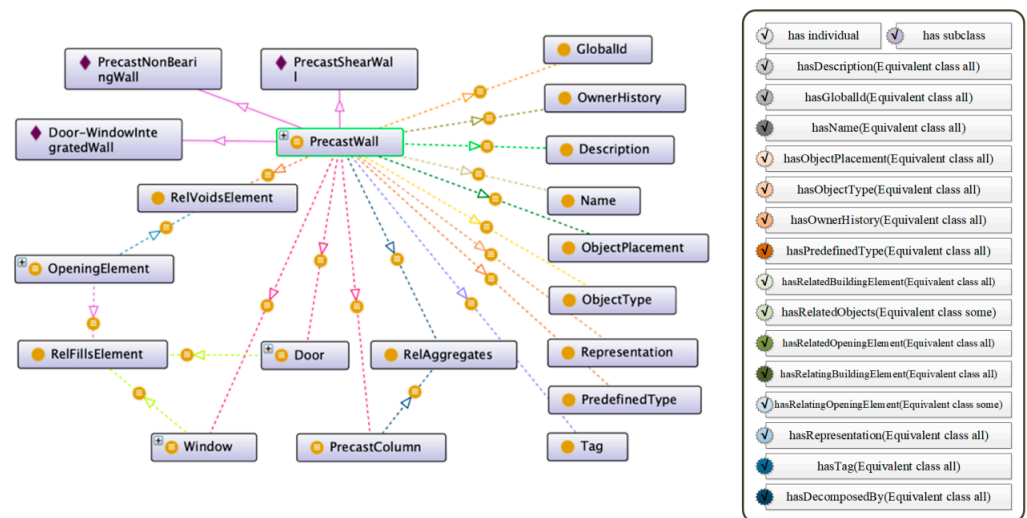 PrecastNonBeari
ngWall
PrecastShearWal
l
GlobalId
OwnerHistory
Door-WindowInte
gratedWall
PrecastWall
Description
RelVoidsElement
Name
ObjectPlacement
OpeningElement
ObjectType
RelFillsElement
Door
RelAggregates
Representation
PredefinedType
Window
PrecastColumn
Tag
has individual
has subclass
hasDescription(Equivalent class all)
hasGlobalId(Equivalent class all)
hasName(Equivalent class all)
hasObjectPlacement(Equivalent class all)
hasObjectType(Equivalent class all)
hasOwnerHistory(Equivalent class all)
hasPredefinedType(Equivalent class all)
hasRelatedBuildingElement(Equivalent class all)
hasRelatedObjects(Equivalent class some)
hasRelatedOpeningElement(Equivalent class all)
hasRelatingBuildingElement(Equivalent class all)
hasRelatingOpeningElement(Equivalent class some)
hasRepresentation(Equivalent class all)
hasTag(Equivalent class all)
hasDecomposedBy(Equivalent class all)